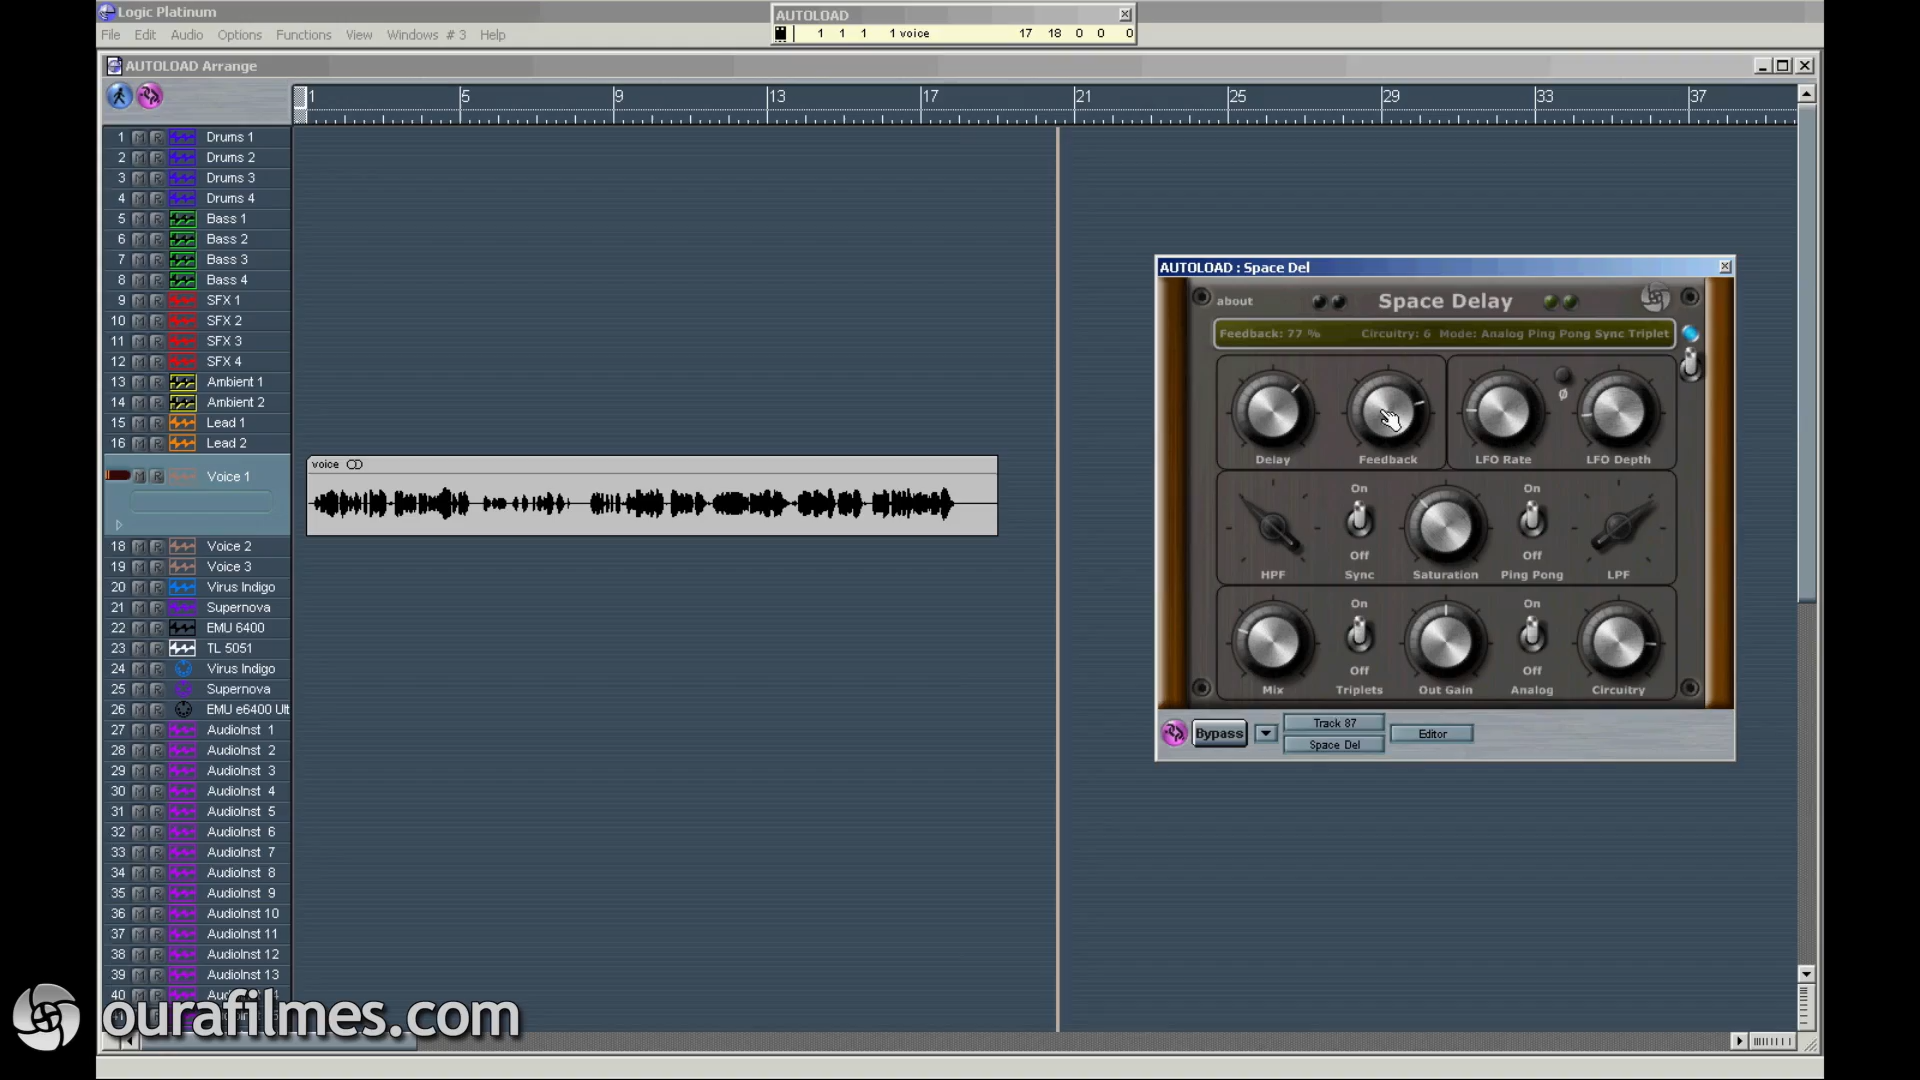 Logic Platinum
File Edit Audio Options Functions View Windows #3 Help
AUTOLOAD
1 1 1 1 voice 17 18 0 0 0
AUTOLOAD Arrange
1 5 9 13 17 21 25 29 33 37
1 M R Drums 1
2 M R Drums 2
3 M R Drums 3
4 M R Drums 4
5 M R Bass 1
6 M R Bass 2
7 M R Bass 3
8 M R Bass 4
9 M R SFX 1
10 M R SFX 2
11 M R SFX 3
12 M R SFX 4
13 M R Ambient 1
14 M R Ambient 2
15 M R Lead 1
16 M R Lead 2
M R Voice 1
18 M R Voice 2
19 M R Voice 3
20 M R Virus Indigo
21 M R Supernova
22 M R EMU 6400
23 M R TL 5051
24 M R Virus Indigo
25 M R Supernova
26 M R EMU e6400 Ult
27 M R AudioInst 1
28 M R AudioInst 2
29 M R AudioInst 3
30 M R AudioInst 4
31 M R AudioInst 5
32 M R AudioInst 6
33 M R AudioInst 7
34 M R AudioInst 8
35 M R AudioInst 9
36 M R AudioInst 10
37 M R AudioInst 11
38 M R AudioInst 12
39 M R AudioInst 13
40 M R
voice
AUTOLOAD : Space Del
about Space Delay
Feedback: 77 % Circuitry: 6 Mode: Analog Ping Pong Sync Triplet
Ø
Delay Feedback LFO Rate LFO Depth
On On
Off Off
HPF Sync Saturation Ping Pong LPF
On On
Off Off
Mix Triplets Out Gain Analog Circuitry
Bypass Track 87 Editor
Space Del
ourafilmes.com